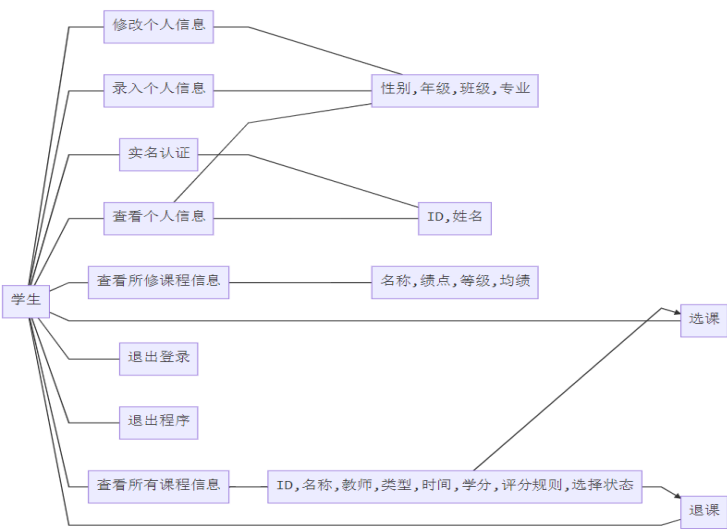 修改个人信息
录入个人信息
性别,年级,班级,专业
实名认证
查看个人信息
ID,姓名
查看所修课程信息
名称,绩点,等级,均绩
学生
选课
退出登录
退出程序
查看所有课程信息
ID,名称,教师,类型,时间,学分,评分规则,选择状态
退课